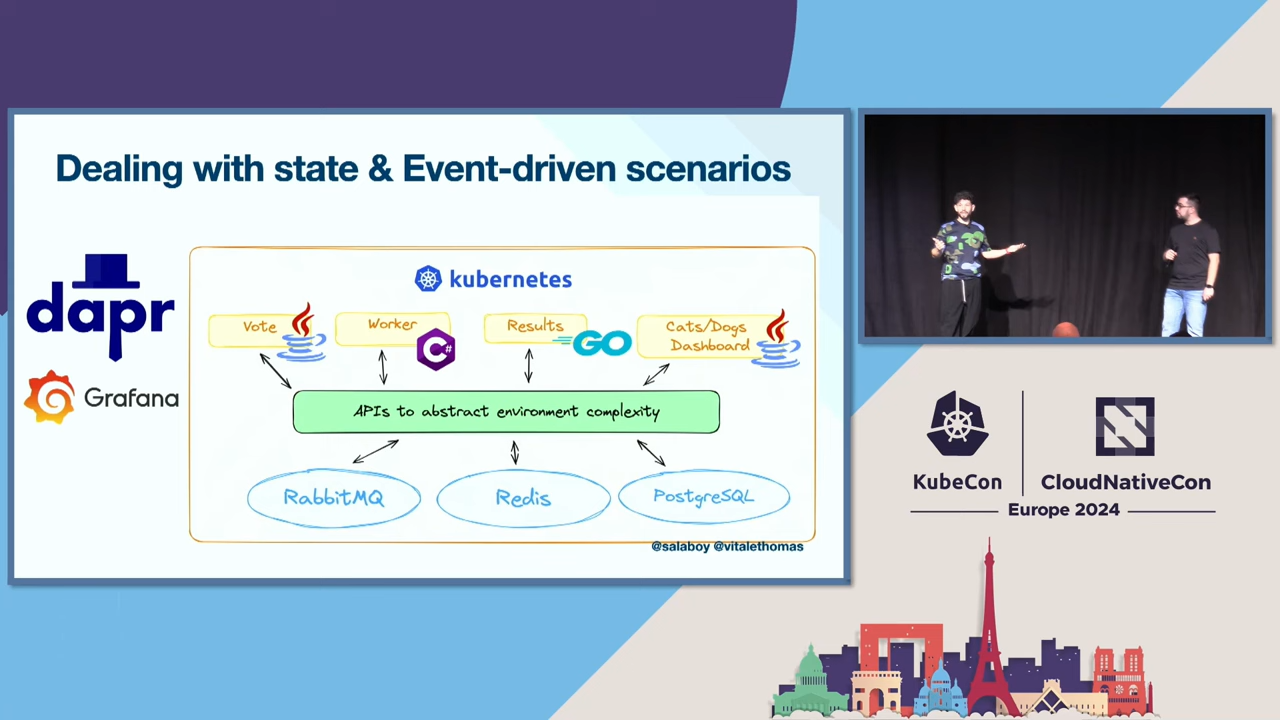 Dealing with state & Event-driven scenarios
dapr
Grafana
kubernetes
Vote
Worker
C#
Results
GO
Cats/Dogs
Dashboard
APIs to abstract environment complexity
RabbitMQ
Redis
PostgreSQL
@salaboy @vitalethomas
KubeCon
CloudNativeCon
Europe 2024